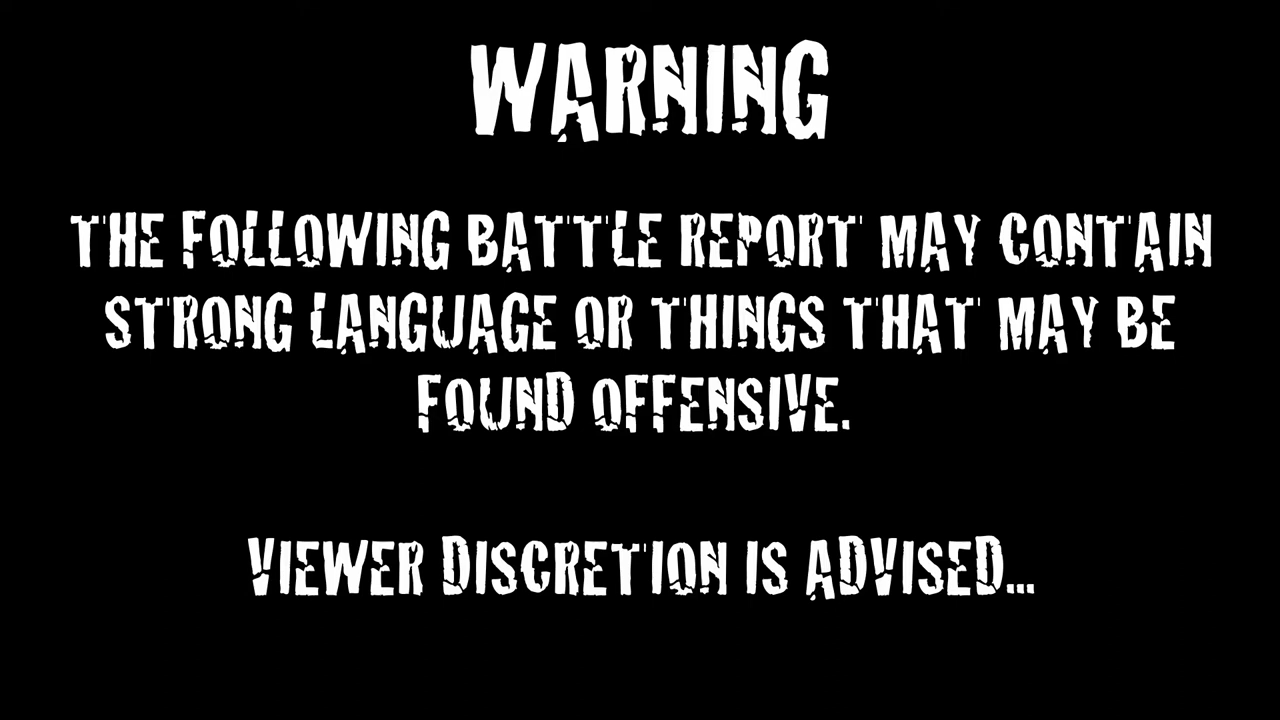 WARNING
THE FOLLOWING BATTLE REPORT MAY CONTAIN
STRONG LANGUAGE OR THINGS THAT MAY BE
FOUND OFFENSIVE.
VIEWER DISCRETION IS ADVISED...